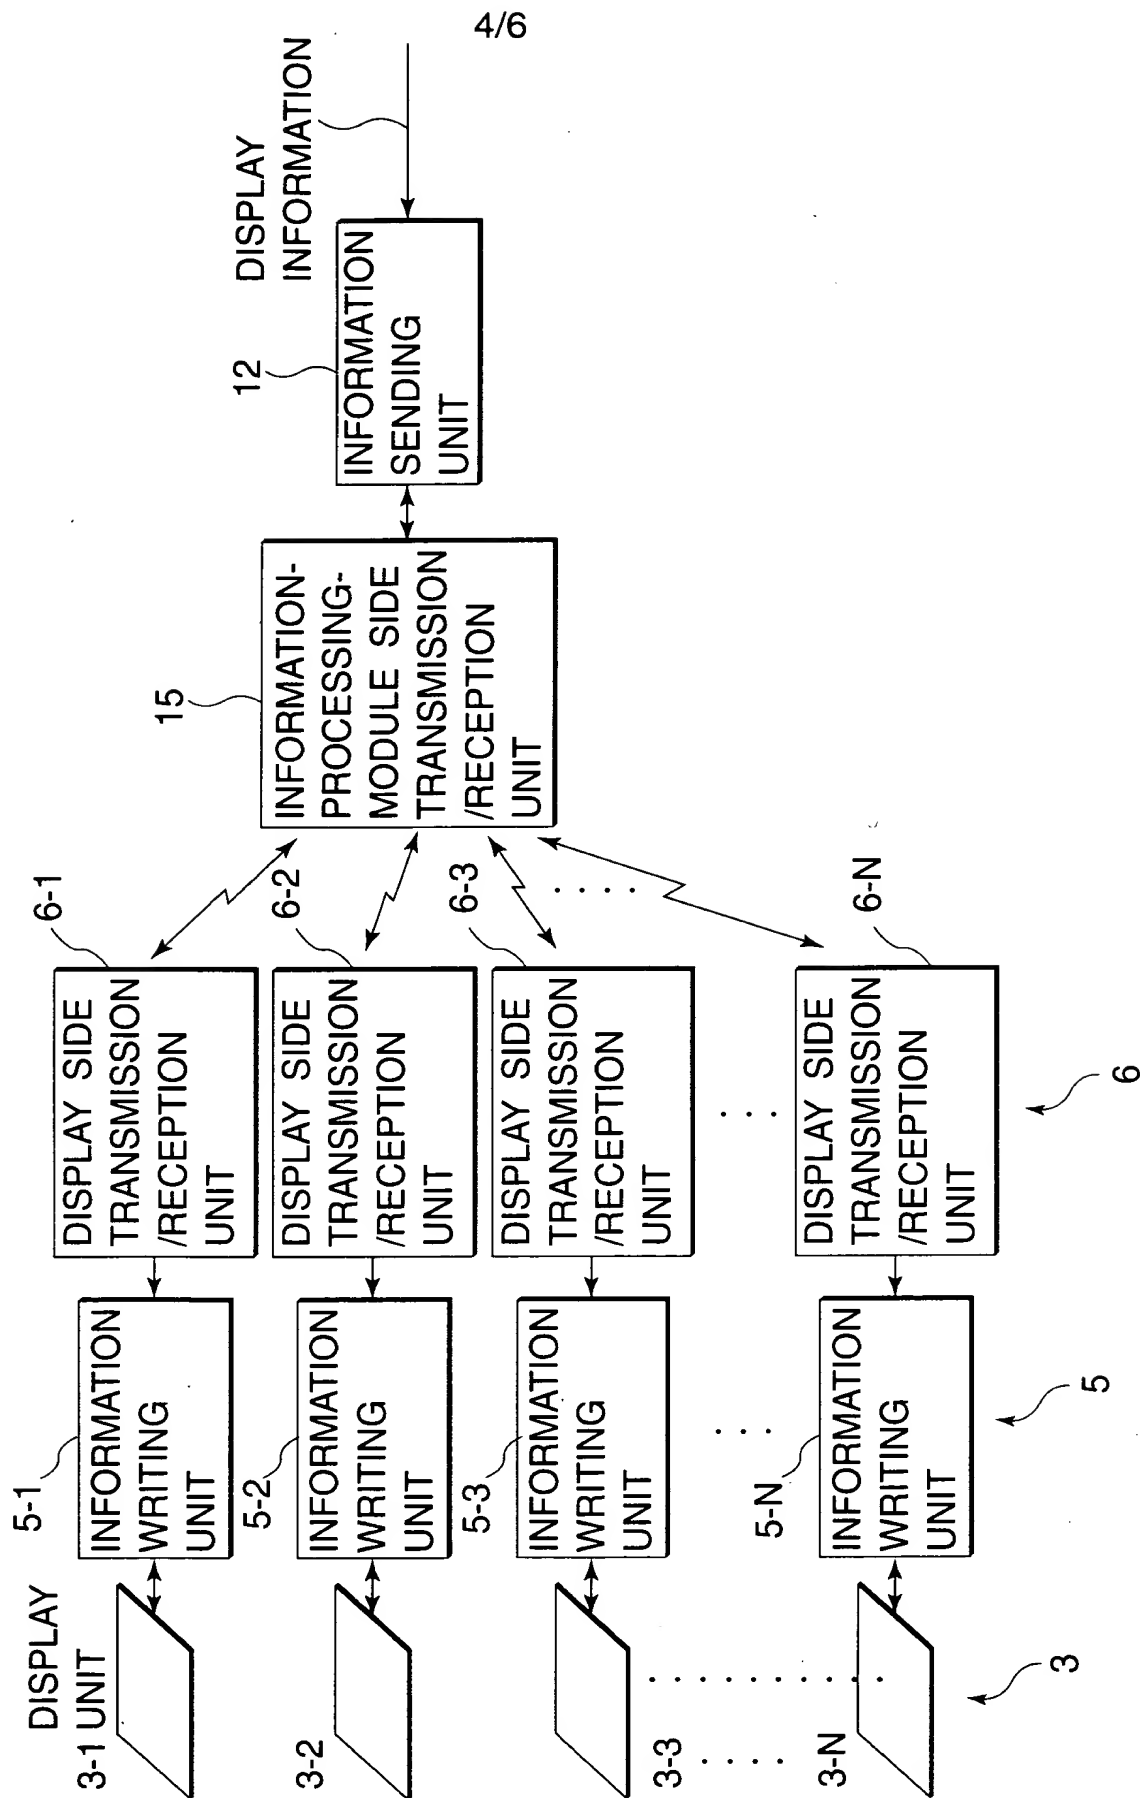 4/6
DISPLAY
INFORMATION
12
INFORMATION
SENDING
UNIT
15
INFORMATION-
PROCESSING-
MODULE SIDE
TRANSMISSION
/RECEPTION
UNIT
6-1
DISPLAY SIDE
TRANSMISSION
/RECEPTION
UNIT
6-2
DISPLAY SIDE
TRANSMISSION
/RECEPTION
UNIT
6-3
DISPLAY SIDE
TRANSMISSION
/RECEPTION
UNIT
6-N
DISPLAY SIDE
TRANSMISSION
/RECEPTION
UNIT
6
5-1
INFORMATION
WRITING
UNIT
5-2
INFORMATION
WRITING
UNIT
5-3
INFORMATION
WRITING
UNIT
5-N
INFORMATION
WRITING
UNIT
5
DISPLAY
UNIT
3-1
3-2
3-3
3-N
3